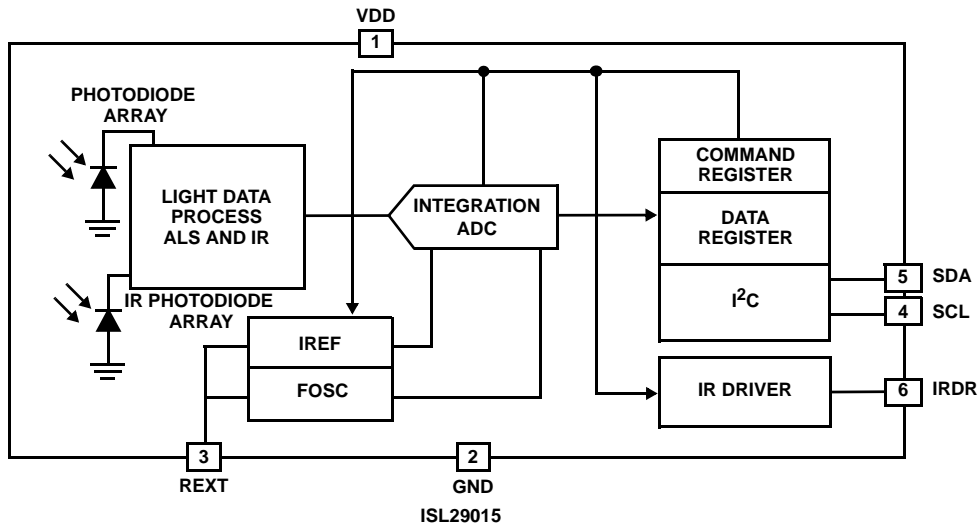 VDD
1
PHOTODIODE
ARRAY
LIGHT DATA
PROCESS
ALS AND IR
INTEGRATION
ADC
COMMAND
REGISTER
DATA
REGISTER
I²C
5 SDA
4 SCL
IR PHOTODIODE
ARRAY
IREF
FOSC
IR DRIVER
6 IRDR
3
REXT
2
GND
ISL29015